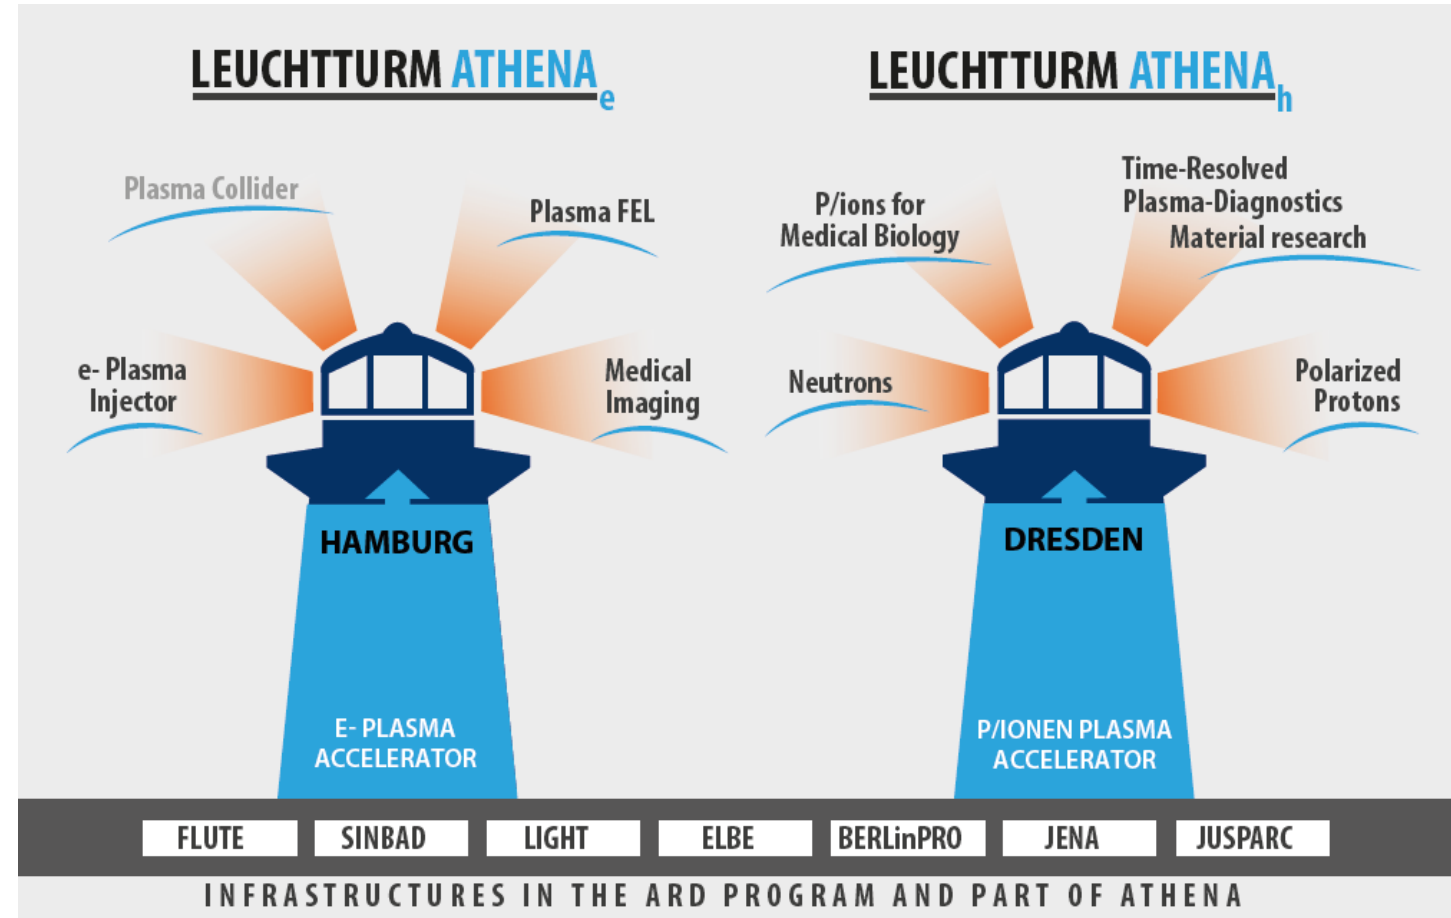 LEUCHTTURM ATHENAe
Plasma Collider
Plasma FEL
e- Plasma
Injector
Medical
Imaging
HAMBURG
E- PLASMA
ACCELERATOR
LEUCHTTURM ATHENAh
P/ions for
Medical Biology
Time-Resolved
Plasma-Diagnostics
Material research
Neutrons
Polarized
Protons
DRESDEN
P/IONEN PLASMA
ACCELERATOR
FLUTE
SINBAD
LIGHT
ELBE
BERLinPRO
JENA
JUSPARC
INFRASTRUCTURES IN THE ARD PROGRAM AND PART OF ATHENA